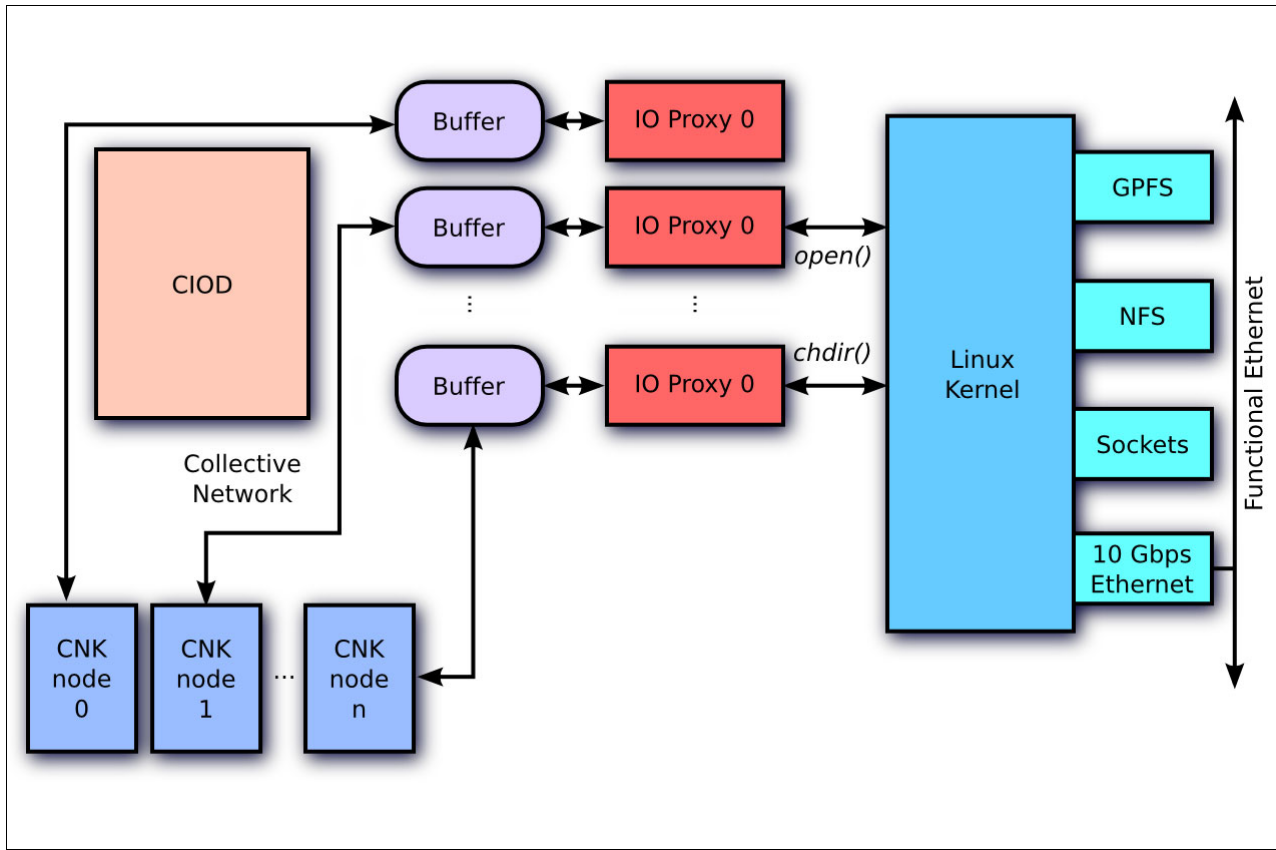 Buffer
IO Proxy 0
Buffer
IO Proxy 0
open()
⋮
⋮
chdir()
Buffer
IO Proxy 0
CIOD
Collective
Network
CNK
node
0
CNK
node
1
...
CNK
node
n
Linux
Kernel
GPFS
NFS
Sockets
10 Gbps
Ethernet
Functional Ethernet